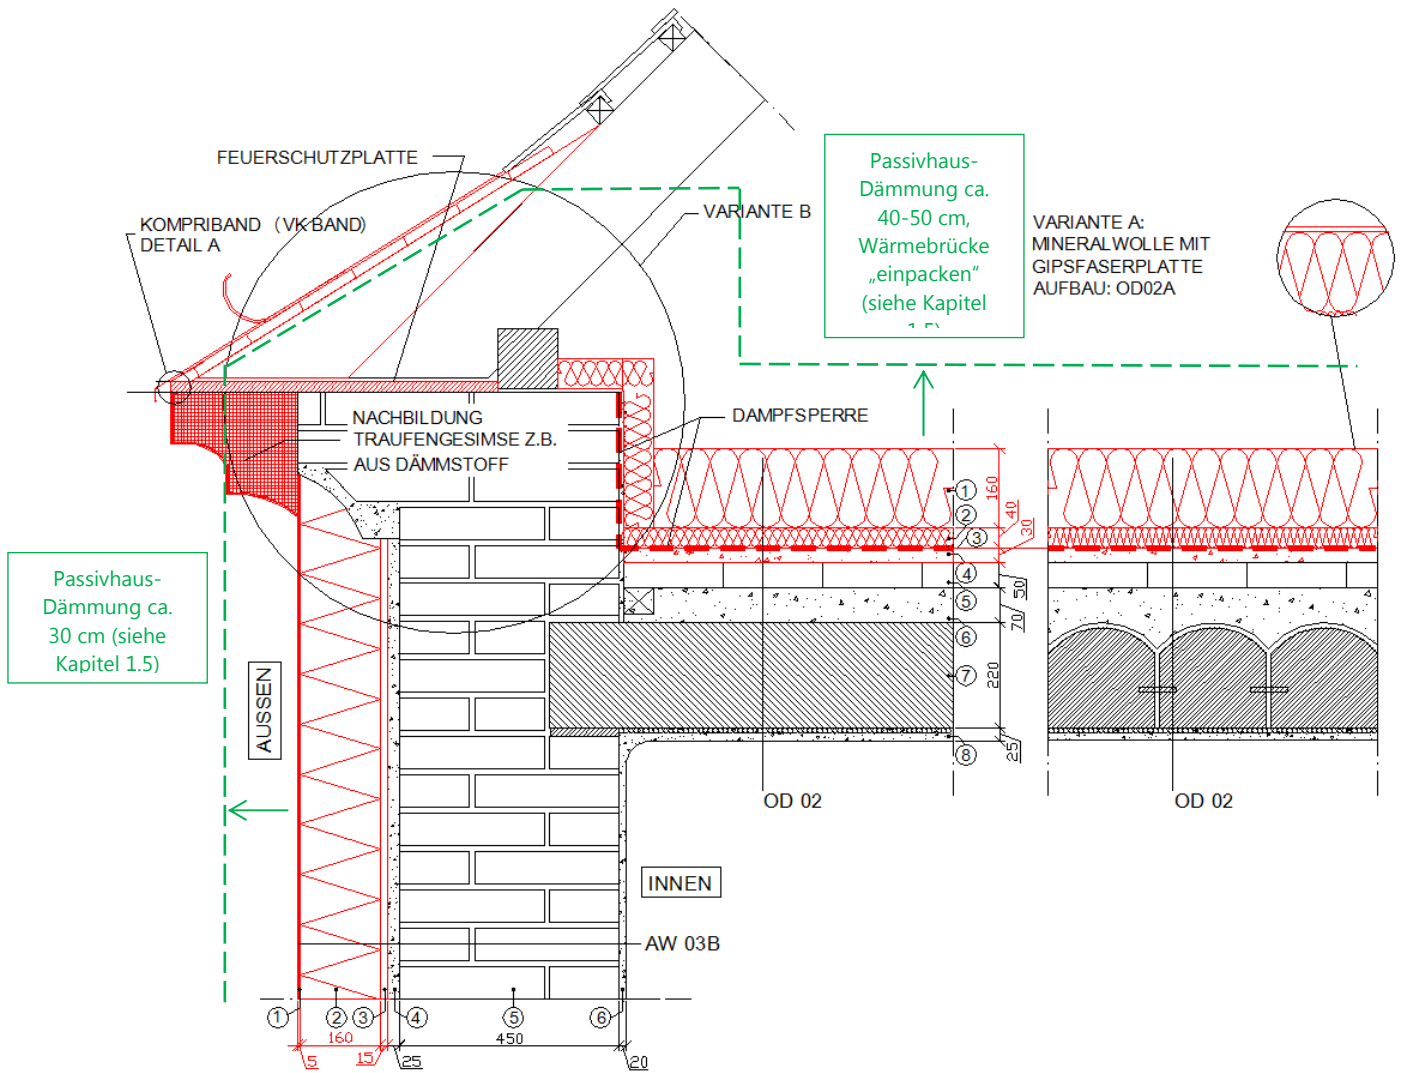 FEUERSCHUTZPLATTE
KOMPRIBAND (VK BAND)
DETAIL A
VARIANTE B
Passivhaus-
Dämmung ca.
40-50 cm,
Wärmebrücke
„einpacken“
(siehe Kapitel
1.5)
VARIANTE A:
MINERALWOLLE MIT
GIPSFASERPLATTE
AUFBAU: OD02A
NACHBILDUNG
TRAUFENGESIMSE Z.B.
AUS DÄMMSTOFF
DAMPFSPERRE
Passivhaus-
Dämmung ca.
30 cm (siehe
Kapitel 1.5)
AUSSEN
1
2
3
4
5
6
7
8
160
40
30
50
70
220
25
OD 02
OD 02
INNEN
AW 03B
1 2 3 4 5 6
160 450
5 15 25 20